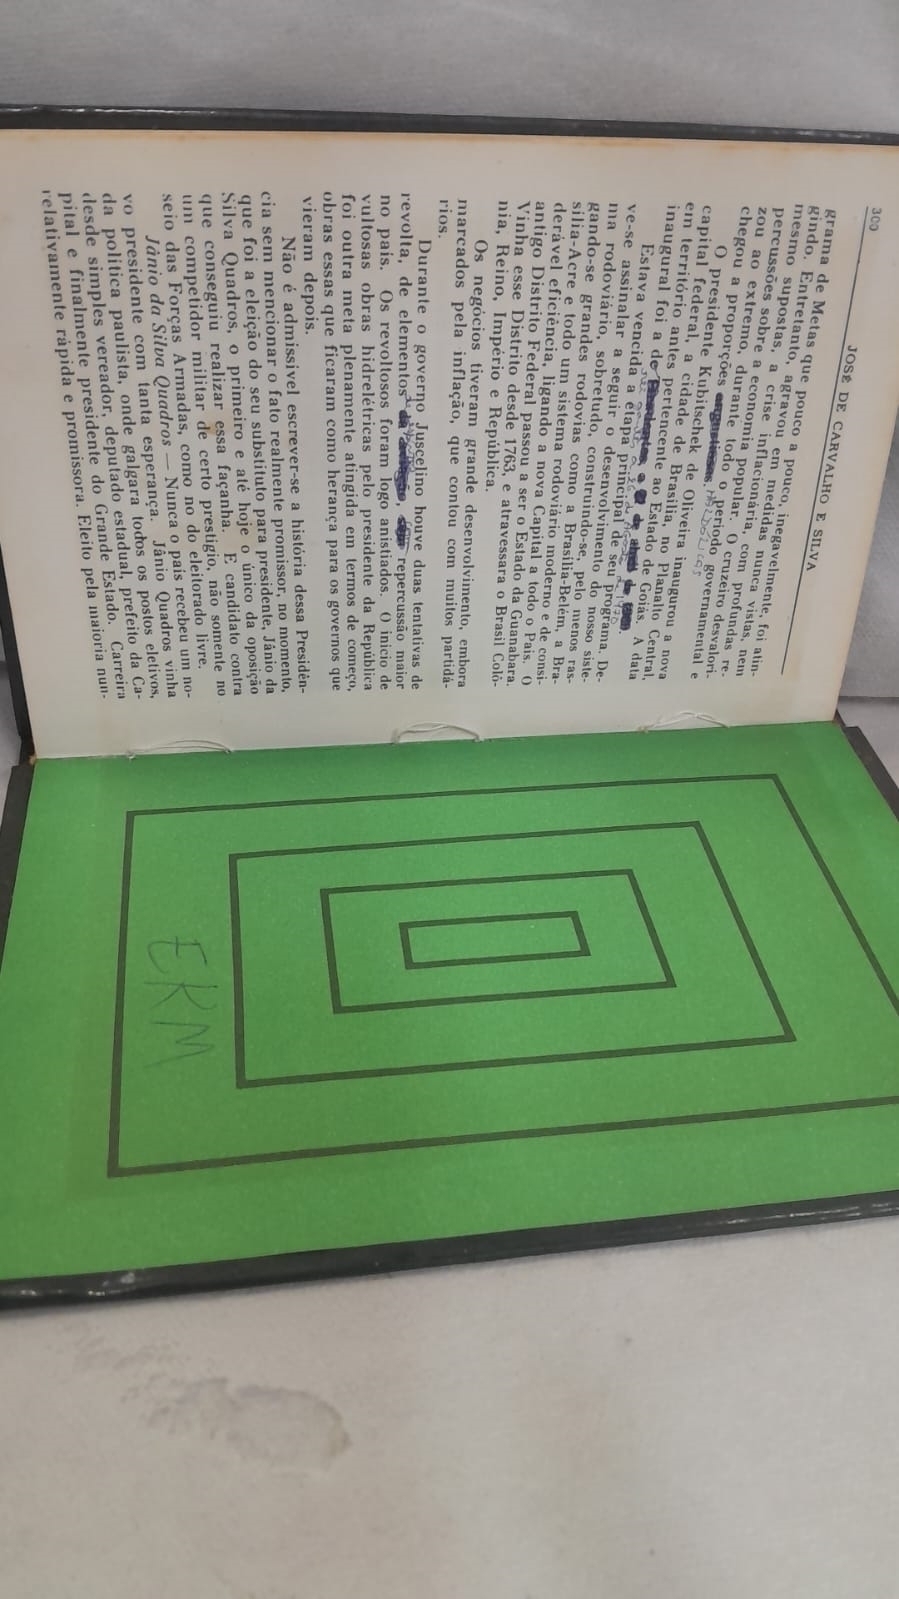 300
JOSÉ DE CARVALHO E SILVA
grama de Metas que pouco a pouco, inegavelmente, foi atin-
gindo. Entretanto, agravou em medidas nunca vistas, nem
mesmo supostas, a crise inflacionária, com profundas re-
percussões sobre a economia popular. O cruzeiro desvalori-
zou ao extremo, durante todo o período governamental e
chegou a proporções
O presidente Kubitschek de Oliveira inaugurou a nova
capital federal, a cidade de Brasília, no Planalto Central,
em território antes pertencente ao Estado de Goiás. A data
inaugural foi a de
Estava vencida a etapa principal de seu programa. De-
ve-se assinalar a seguir o desenvolvimento do nosso siste-
ma rodoviário, sobretudo, construindo-se, pelo menos ras-
gando-se grandes rodovias como a Brasília-Belém, a Bra-
sília-Acre e todo um sistema rodoviário moderno e de consi-
derável eficiência, ligando a nova Capital a todo o País. O
antigo Distrito Federal passou a ser o Estado da Guanabara.
Vinha esse Distrito desde 1763, e atravessara o Brasil Colô-
nia, Reino, Império e República.
Os negócios tiveram grande desenvolvimento, embora
marcados pela inflação, que contou com muitos partidá-
rios.
Durante o governo Juscelino houve duas tentativas de
revolta, de elementos repercussão maior
no país. Os revoltosos foram logo anistiados. O início de
vultosas obras hidrelétricas pelo presidente da República
foi outra meta plenamente atingida em termos de começo,
obras essas que ficaram como herança para os governos que
vieram depois.
Não é admissível escrever-se a história dessa Presidên-
cia sem mencionar o fato realmente promissor, no momento,
que foi a eleição do seu substituto para presidente, Jânio da
Silva Quadros, o primeiro e até hoje o único da oposição
que conseguiu realizar essa façanha. E candidato contra
um competidor militar de certo prestígio, não somente no
seio das Forças Armadas, como no do eleitorado livre.
Jânio da Silva Quadros — Nunca o país recebeu um no-
vo presidente com tanta esperança. Jânio Quadros vinha
da política paulista, onde galgara todos os postos eletivos,
desde simples vereador, deputado estadual, prefeito da Ca-
pital e finalmente presidente do Grande Estado. Carreira
relativamente rápida e promissora. Eleito pela maioria num-
EKM